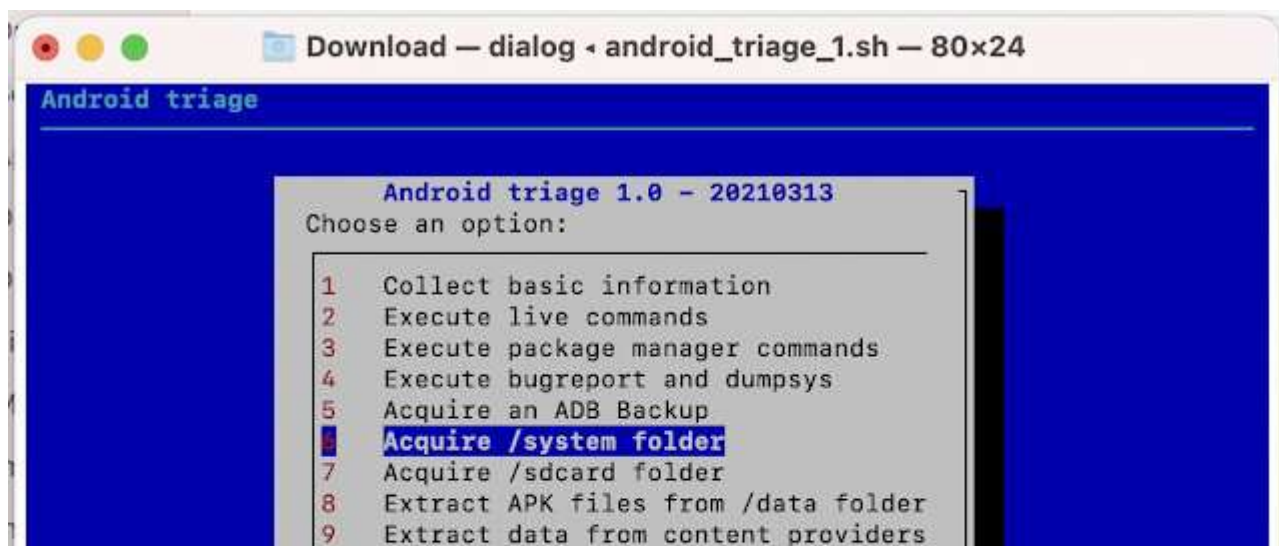 Download — dialog ◂ android_triage_1.sh — 80×24
Android triage
Android triage 1.0 – 20210313
Choose an option:
1 Collect basic information
2 Execute live commands
3 Execute package manager commands
4 Execute bugreport and dumpsys
5 Acquire an ADB Backup
6 Acquire /system folder
7 Acquire /sdcard folder
8 Extract APK files from /data folder
9 Extract data from content providers